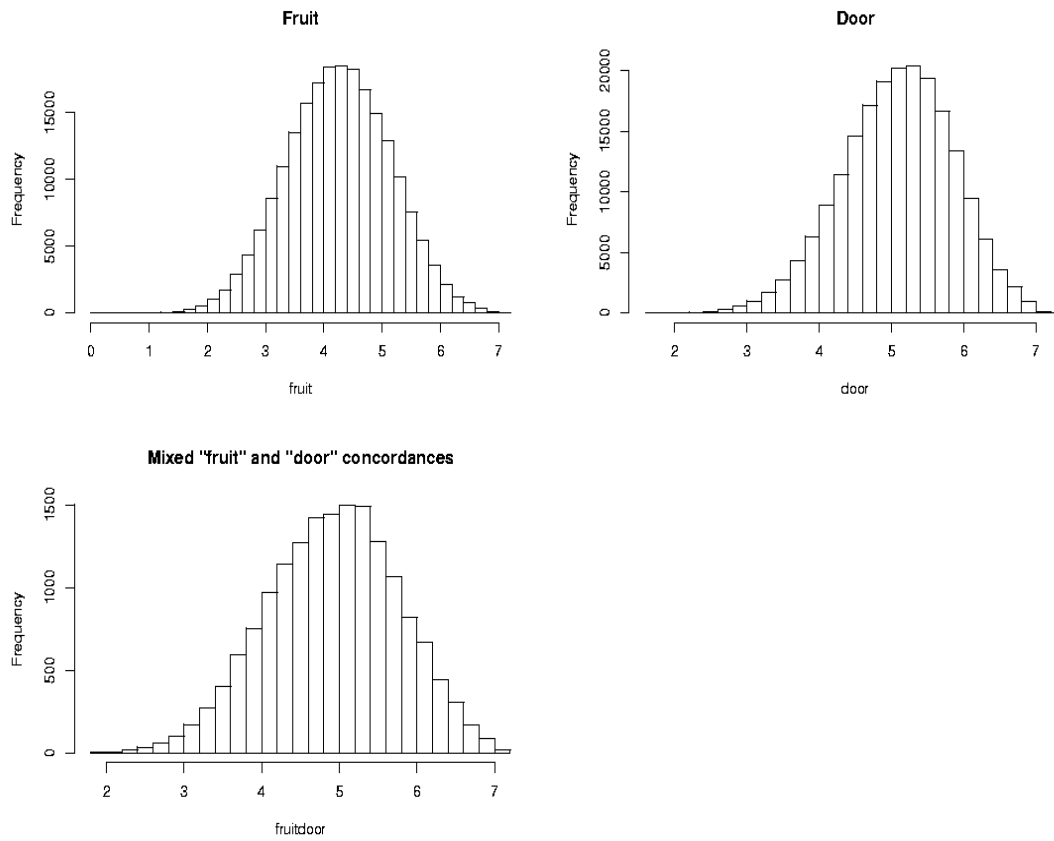 Fruit
Frequency
0 5000 10000 15000
0 1 2 3 4 5 6 7
fruit
Door
Frequency
0 5000 10000 15000 20000
2 3 4 5 6 7
door
Mixed "fruit" and "door" concordances
Frequency
0 500 1000 1500
2 3 4 5 6 7
fruitdoor